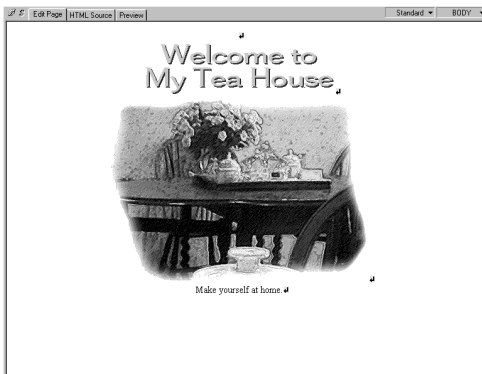 Edit Page HTML Source Preview Standard BODY
Welcome to
My Tea House
Make yourself at home.